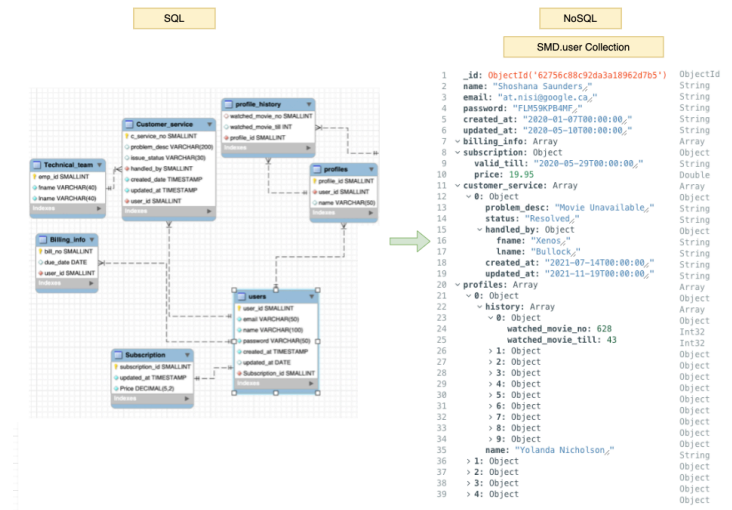 SQL
NoSQL
SMD.user Collection
profile_history
watched_movie_no SMALLINT
watched_movie_till INT
profile_id SMALLINT
Indexes
Customer_service
c_service_no SMALLINT
problem_desc VARCHAR(200)
issue_status VARCHAR(30)
handled_by SMALLINT
created_date TIMESTAMP
updated_at TIMESTAMP
user_id SMALLINT
Indexes
Technical_team
emp_id SMALLINT
fname VARCHAR(40)
lname VARCHAR(40)
Indexes
profiles
profile_id SMALLINT
user_id SMALLINT
name VARCHAR(50)
Indexes
Billing_info
bill_no SMALLINT
due_date DATE
user_id SMALLINT
Indexes
users
user_id SMALLINT
email VARCHAR(50)
name VARCHAR(100)
password VARCHAR(50)
created_at TIMESTAMP
updated_at DATE
Subscription_id SMALLINT
Indexes
Subscription
subscription_id SMALLINT
updated_at TIMESTAMP
Price DECIMAL(5,2)
Indexes
1 _id: ObjectId('62756c88c92da3a18962d7b5') ObjectId
2 name: "Shoshana Saunders" String
3 email: "at.nisi@google.ca" String
4 password: "FLM59KPB4MF" String
5 created_at: "2020-01-07T00:00:00" String
6 updated_at: "2020-05-10T00:00:00" String
7 billing_info: Array Array
8 subscription: Object Object
9 valid_till: "2020-05-29T00:00:00" String
10 price: 19.95 Double
11 customer_service: Array Array
12 0: Object Object
13 problem_desc: "Movie Unavailable" String
14 status: "Resolved" String
15 handled_by: Object Object
16 fname: "Xenos" String
17 lname: "Bullock" String
18 created_at: "2021-07-14T00:00:00" String
19 updated_at: "2021-11-19T00:00:00" String
20 profiles: Array Array
21 0: Object Object
22 history: Array Array
23 0: Object Object
24 watched_movie_no: 628 Int32
25 watched_movie_till: 43 Int32
26 1: Object Object
27 2: Object Object
28 3: Object Object
29 4: Object Object
30 5: Object Object
31 6: Object Object
32 7: Object Object
33 8: Object Object
34 9: Object Object
35 name: "Yolanda Nicholson" String
36 1: Object Object
37 2: Object Object
38 3: Object Object
39 4: Object Object